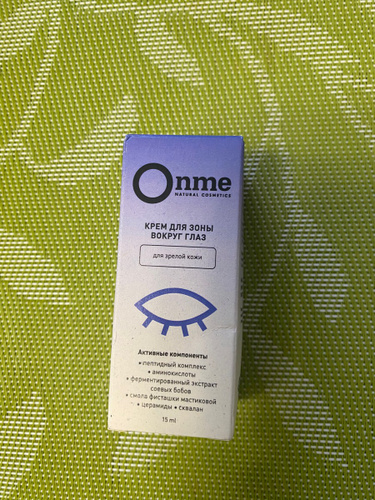 Onme
NATURAL COSMETICS
КРЕМ ДЛЯ ЗОНЫ
ВОКРУГ ГЛАЗ
для зрелой кожи
Активные компоненты
• пептидный комплекс
• аминокислоты
• ферментированный экстракт
соевых бобов
• смола фисташки мастиковой
• церамиды • сквалан
15 ml